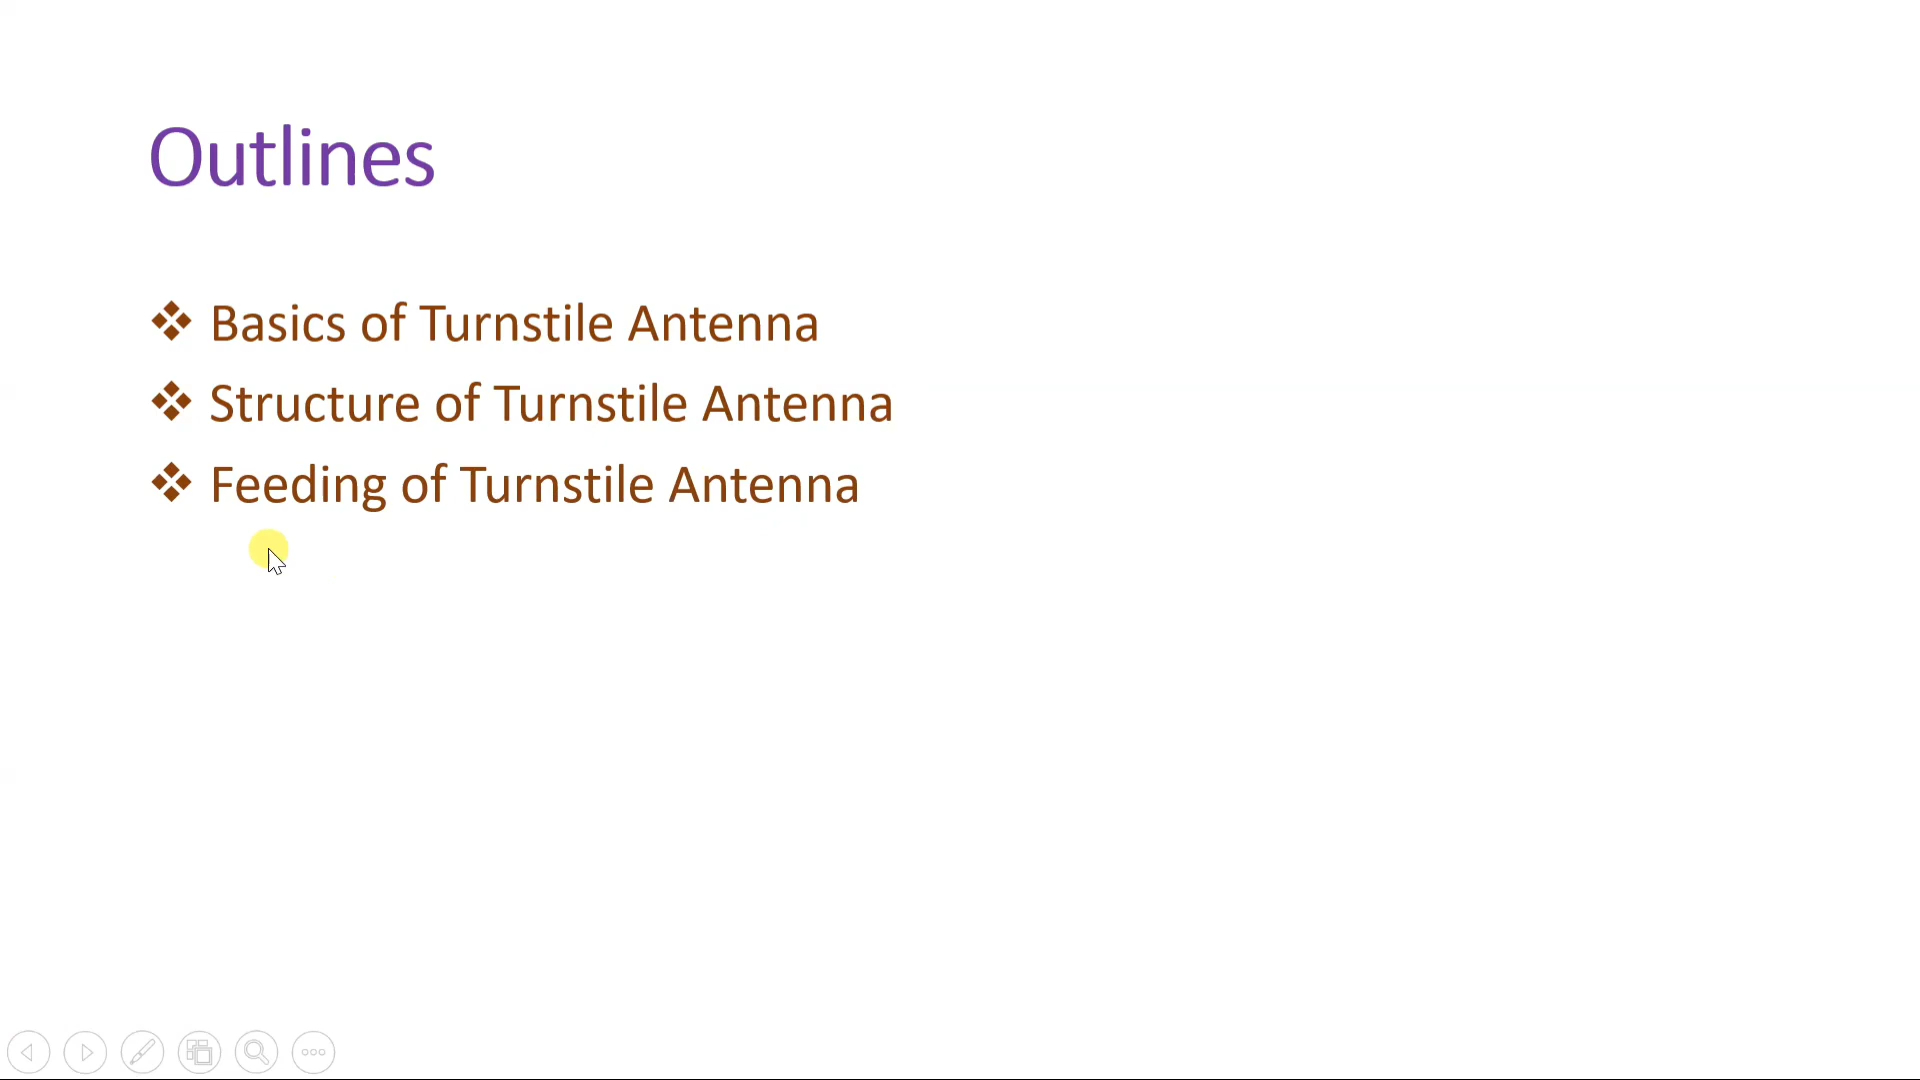 Outlines
Basics of Turnstile Antenna
Structure of Turnstile Antenna
Feeding of Turnstile Antenna